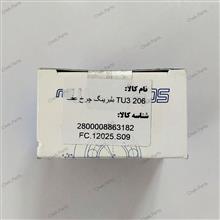 نام کالا:
بلبرینگ چرخ عقب TU3 206
شناسه کالا:
2800008863182
FC.12025.S09